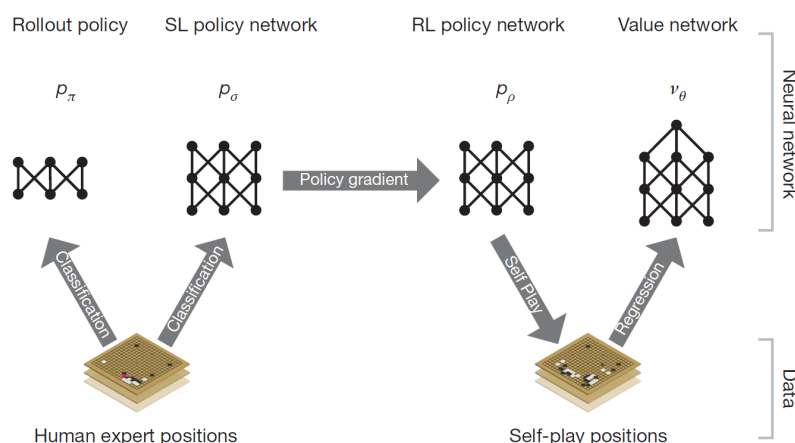 Rollout policy
SL policy network
RL policy network
Value network
pπ
pσ
pρ
νθ
Neural network
Policy gradient
Classification
Classification
Self Play
Regression
Data
Human expert positions
Self-play positions